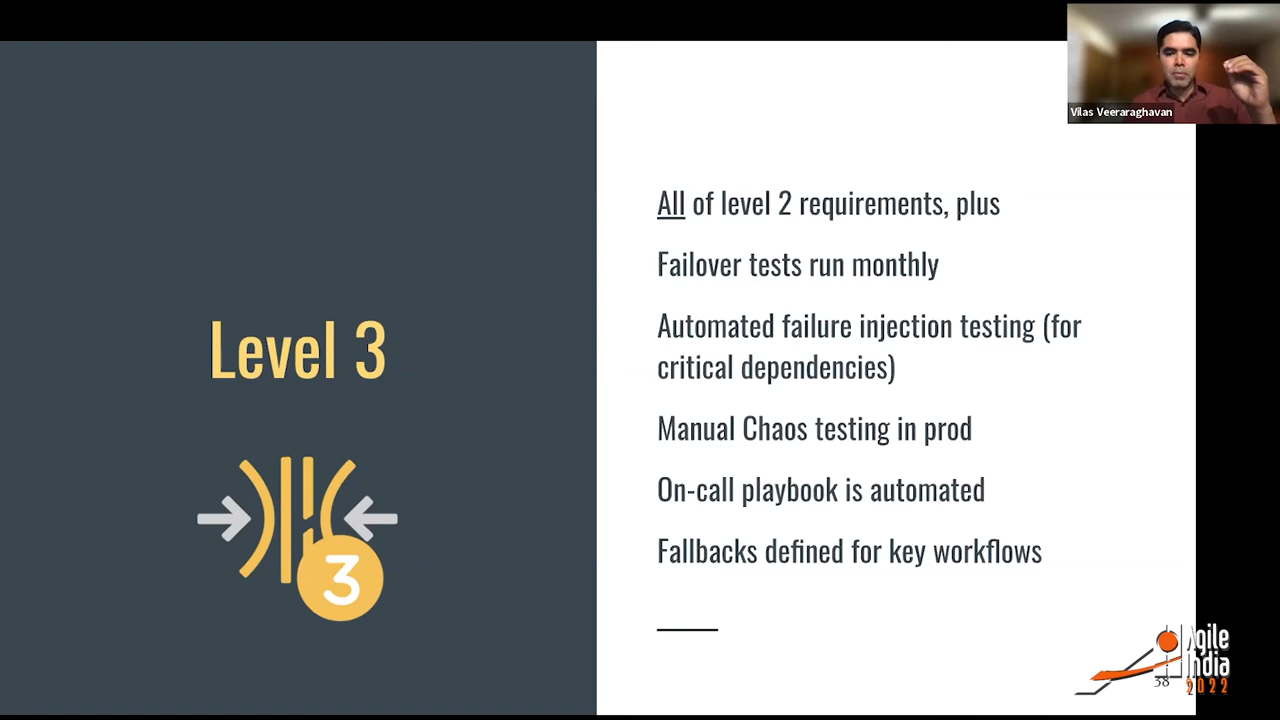 Vilas Veeraraghavan
Level 3
3
All of level 2 requirements, plus
Failover tests run monthly
Automated failure injection testing (for
critical dependencies)
Manual Chaos testing in prod
On-call playbook is automated
Fallbacks defined for key workflows
38
Agile
India
2022